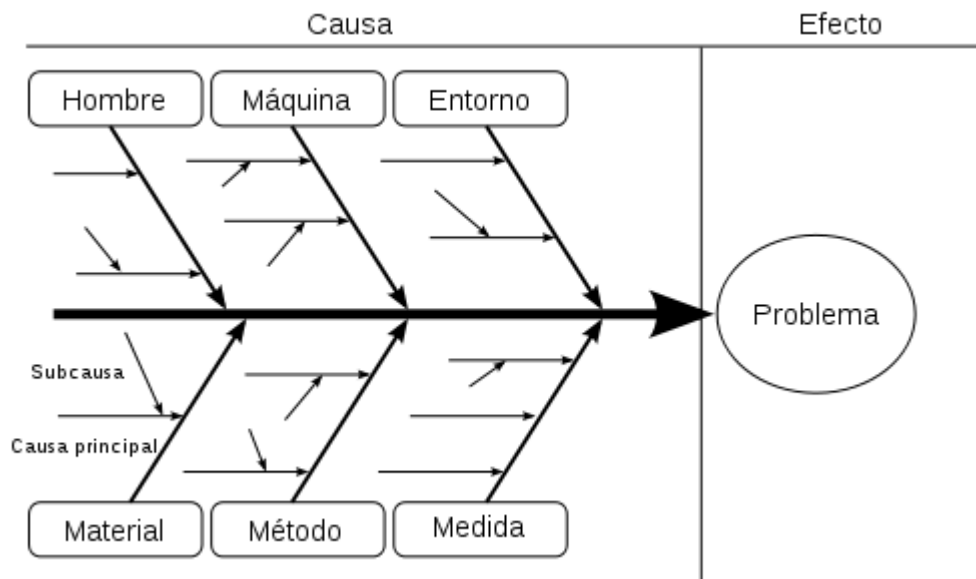 Causa
Efecto
Hombre
Máquina
Entorno
Problema
Subcausa
Causa principal
Material
Método
Medida